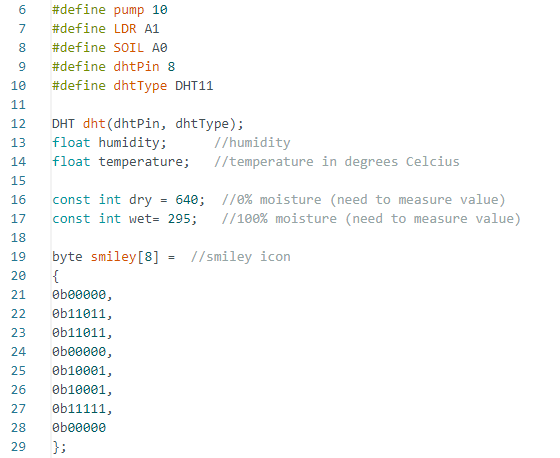 6 #define pump 10
7 #define LDR A1
8 #define SOIL A0
9 #define dhtPin 8
10 #define dhtType DHT11
11
12 DHT dht(dhtPin, dhtType);
13 float humidity;      //humidity
14 float temperature;   //temperature in degrees Celcius
15
16 const int dry = 640;  //0% moisture (need to measure value)
17 const int wet= 295;   //100% moisture (need to measure value)
18
19 byte smiley[8] =  //smiley icon
20 {
21 0b00000,
22 0b11011,
23 0b11011,
24 0b00000,
25 0b10001,
26 0b10001,
27 0b11111,
28 0b00000
29 };